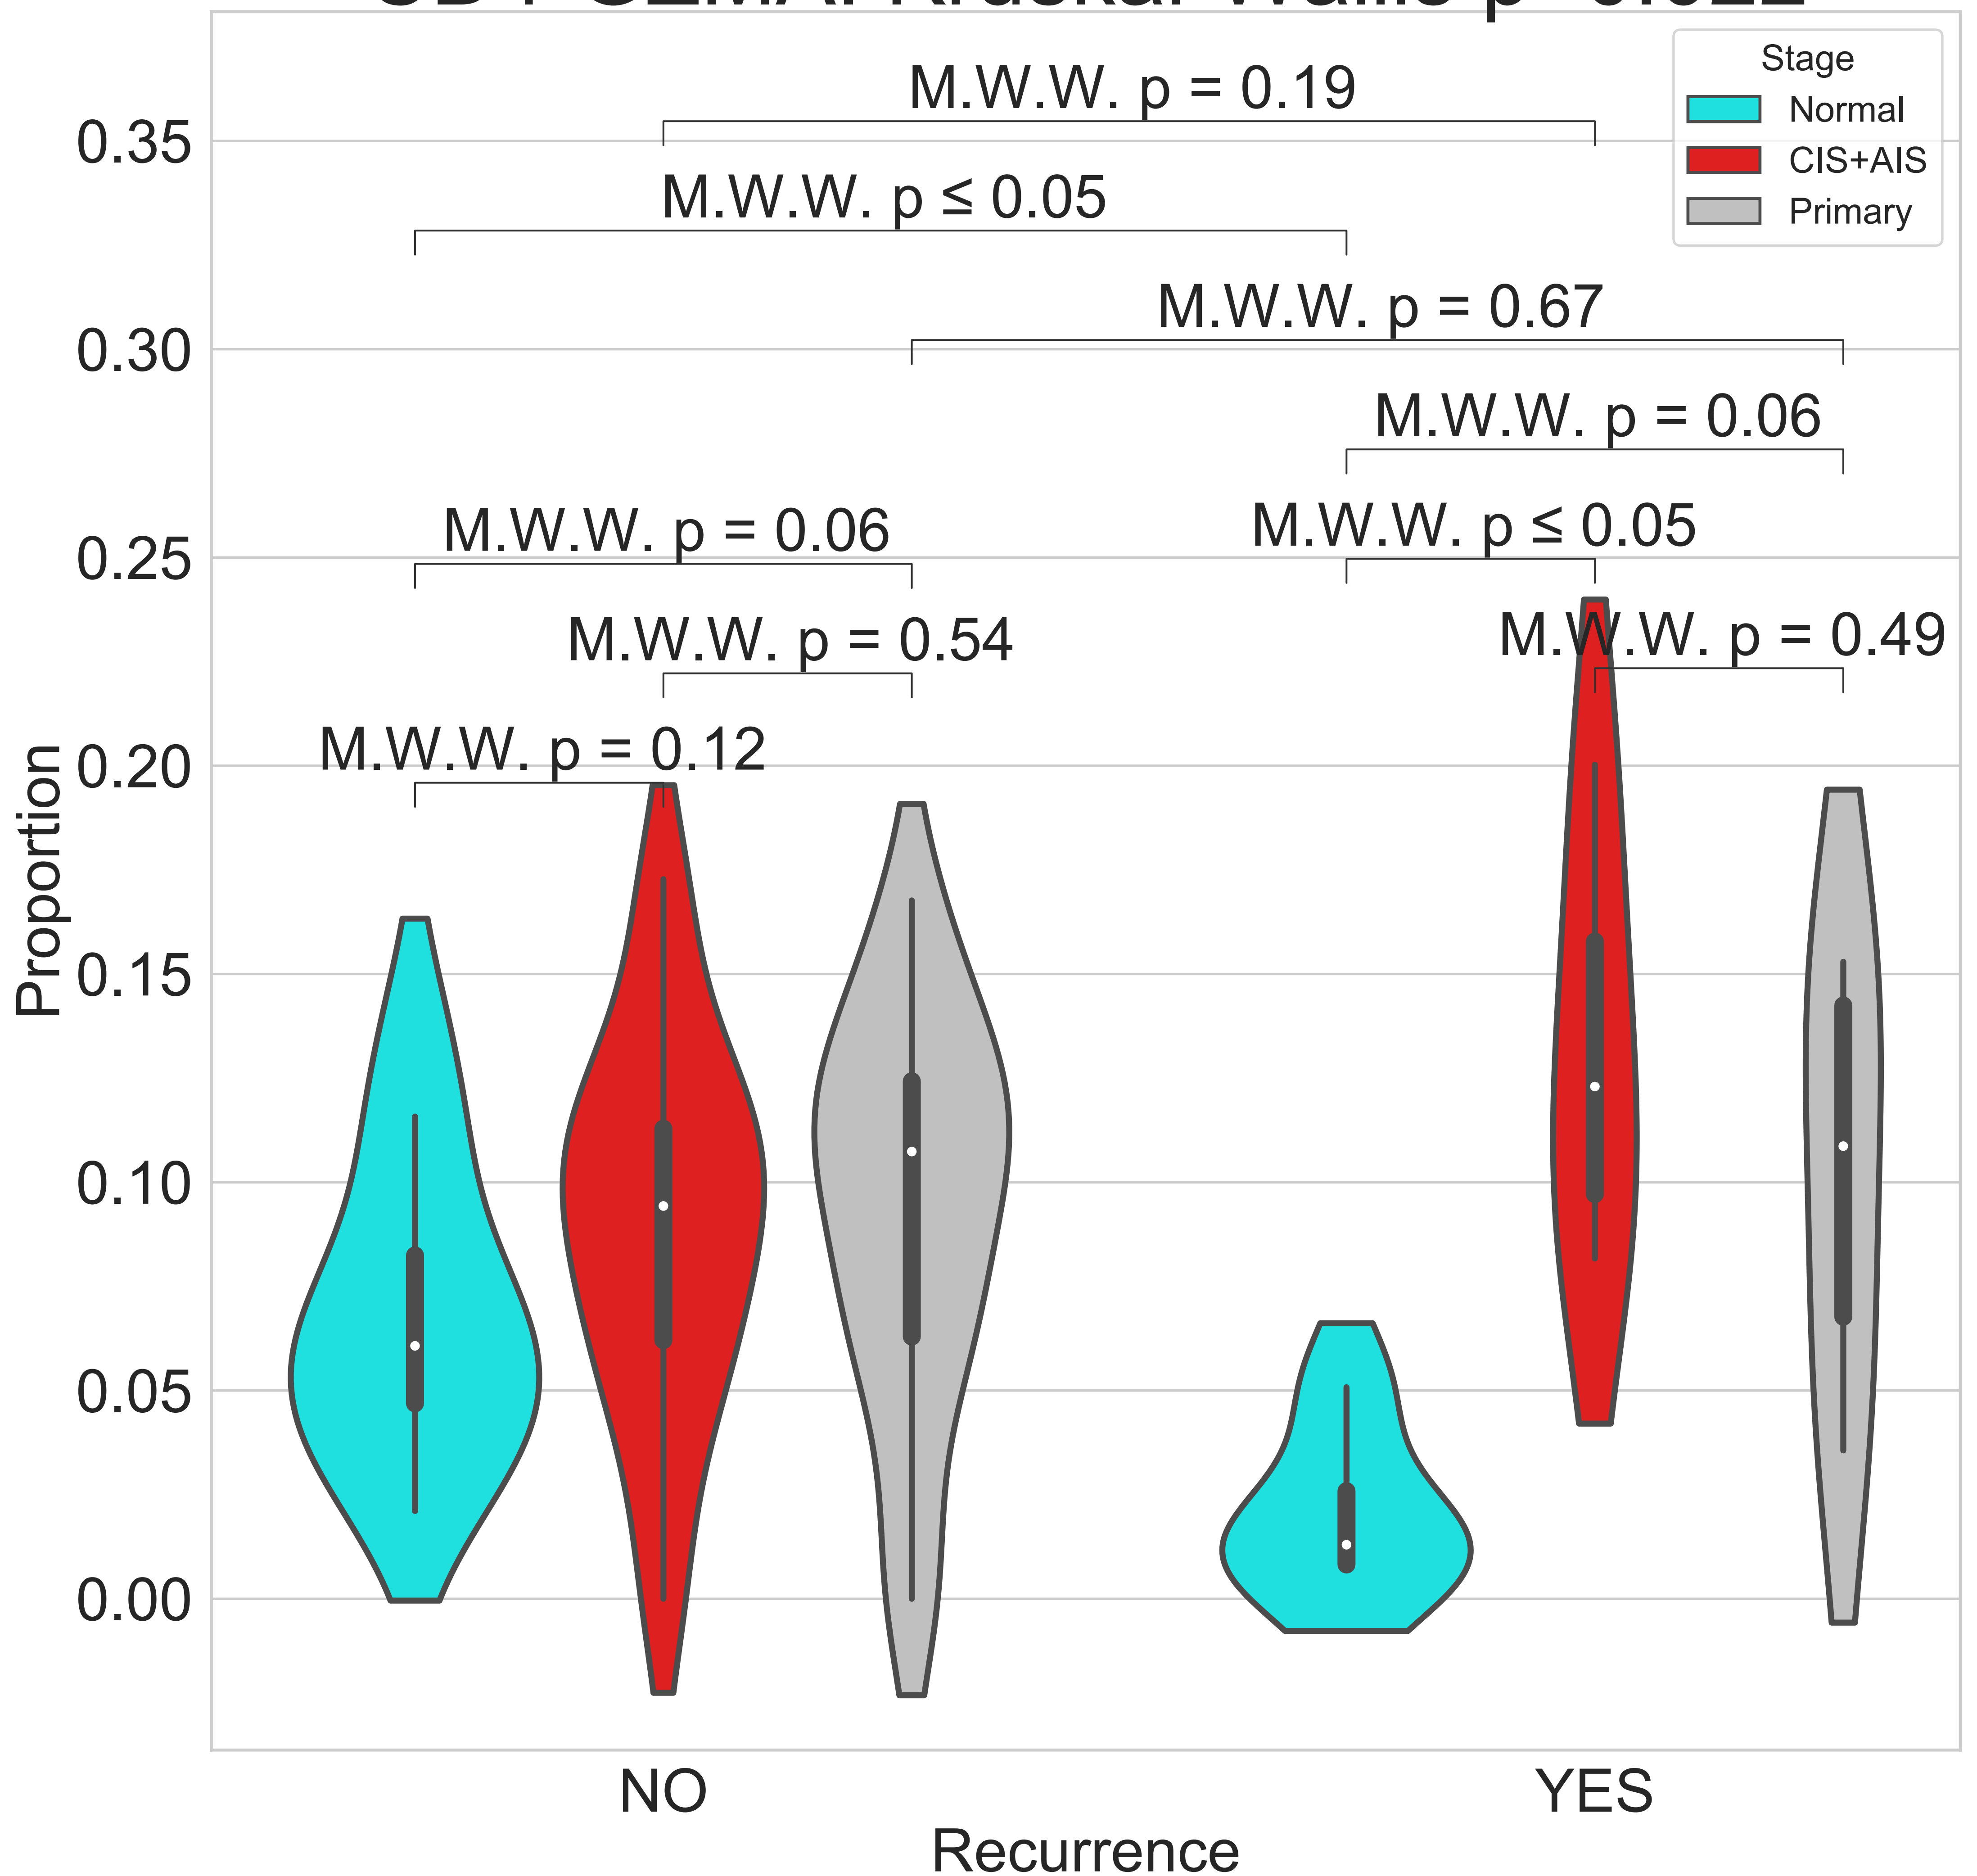 Stage
Normal
CIS+AIS
Primary
M.W.W. p = 0.19
M.W.W. p ≤ 0.05
M.W.W. p = 0.67
M.W.W. p = 0.06
M.W.W. p = 0.06
M.W.W. p ≤ 0.05
M.W.W. p = 0.54
M.W.W. p = 0.49
M.W.W. p = 0.12
0.35
0.30
0.25
0.20
0.15
0.10
0.05
0.00
Proportion
NO
YES
Recurrence